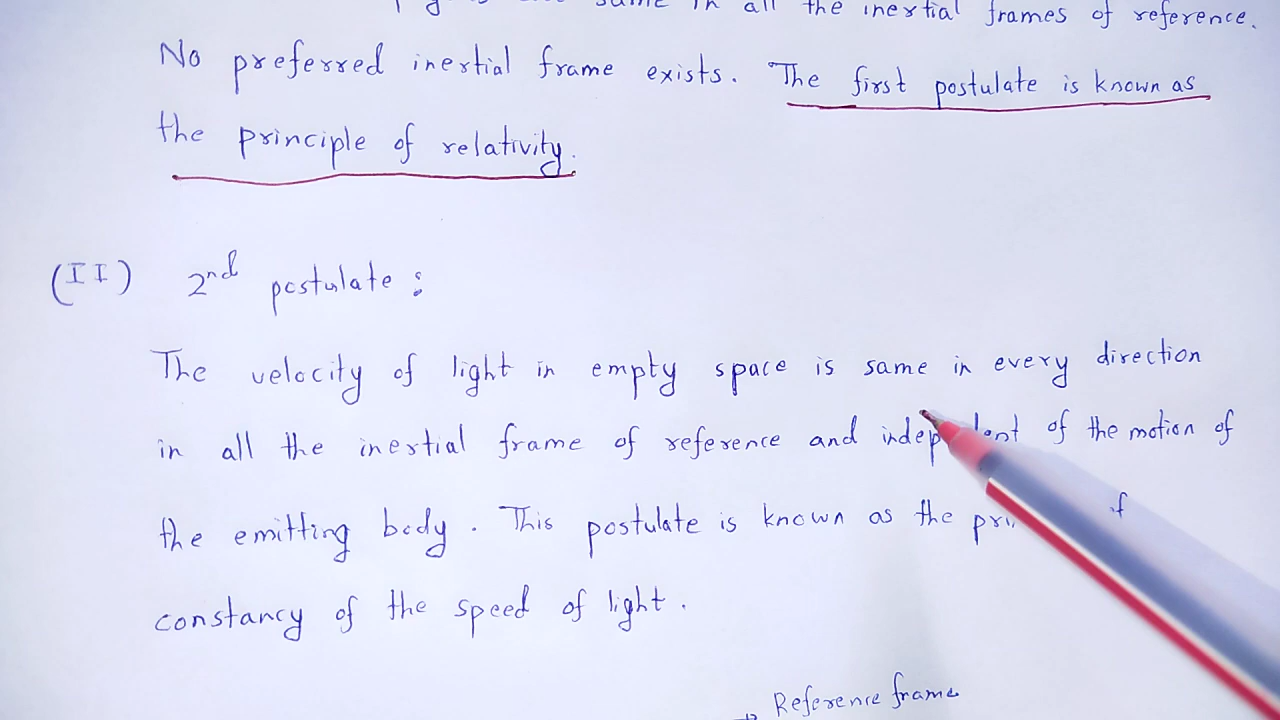 same in all the inertial frames of reference.
No preferred inertial frame exists. The first postulate is known as
the principle of relativity.
(II) 2nd postulate :
The velocity of light in empty space is same in every direction
in all the inertial frame of reference and of the motion of
the emitting body. This postulate is known as the
constancy of the speed of light.
Reference frame